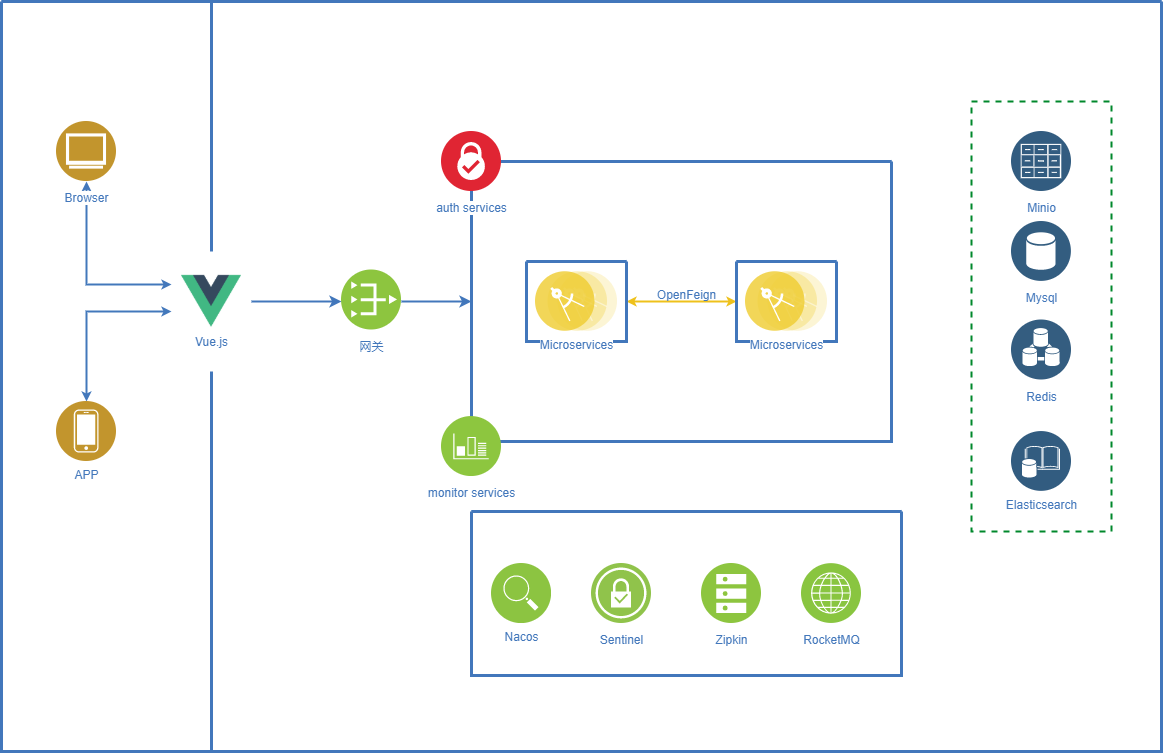 Browser
APP
Vue.js
网关
auth services
monitor services
Microservices
OpenFeign
Microservices
Nacos
Sentinel
Zipkin
RocketMQ
Minio
Mysql
Redis
Elasticsearch